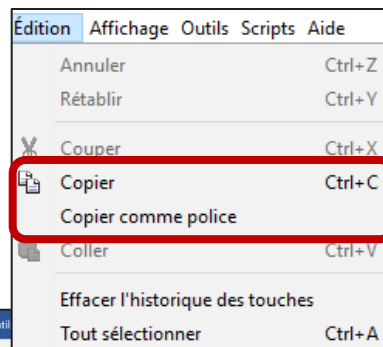 Édition Affichage Outils Scripts Aide
Annuler Ctrl+Z
Rétablir Ctrl+Y
Couper Ctrl+X
Copier Ctrl+C
Copier comme police
Coller Ctrl+V
Effacer l'historique des touches
Tout sélectionner Ctrl+A